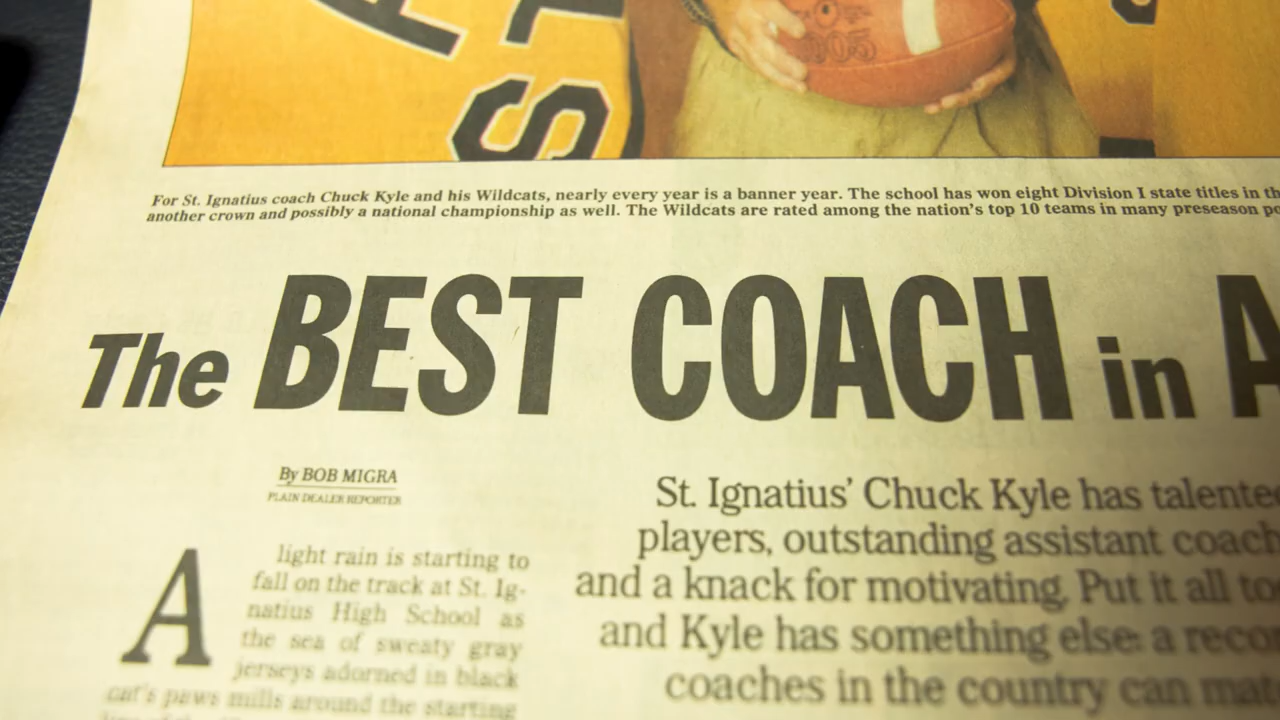 For St. Ignatius coach Chuck Kyle and his Wildcats, nearly every year is a banner year. The school has won eight Division I state titles in th
another crown and possibly a national championship as well. The Wildcats are rated among the nation's top 10 teams in many preseason po
The BEST COACH in A
By BOB MIGRA
PLAIN DEALER REPORTER
St. Ignatius' Chuck Kyle has talente
players, outstanding assistant coach
and a knack for motivating. Put it all to
and Kyle has something else: a recor
coaches in the country can mat
A light rain is starting to
fall on the track at St. Ig-
natius High School as
the sea of sweaty gray
jerseys adorned in black
cat's paws mills around the starting